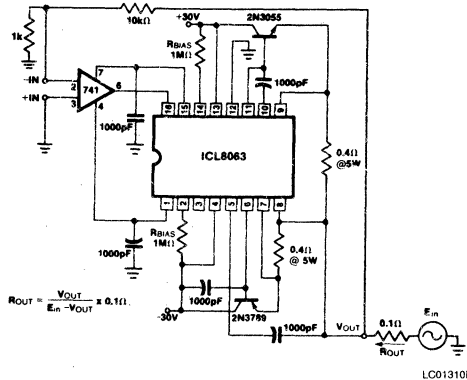 +30V
2N3055
1k
10kΩ
RBIAS
1MΩ
1000pF
-IN
+IN
2
3
7
741
6
4
1000pF
16
15
14
13
12
11
10
9
ICL8063
0.4Ω
@5W
1
2
3
4
5
6
7
8
1000pF
RBIAS
1MΩ
0.4Ω
@ 5W
1000pF
-30V
2N3789
1000pF
ROUT = VOUT / Ein -VOUT x 0.1Ω
VOUT
0.1Ω
ROUT
Ein
LC01310I